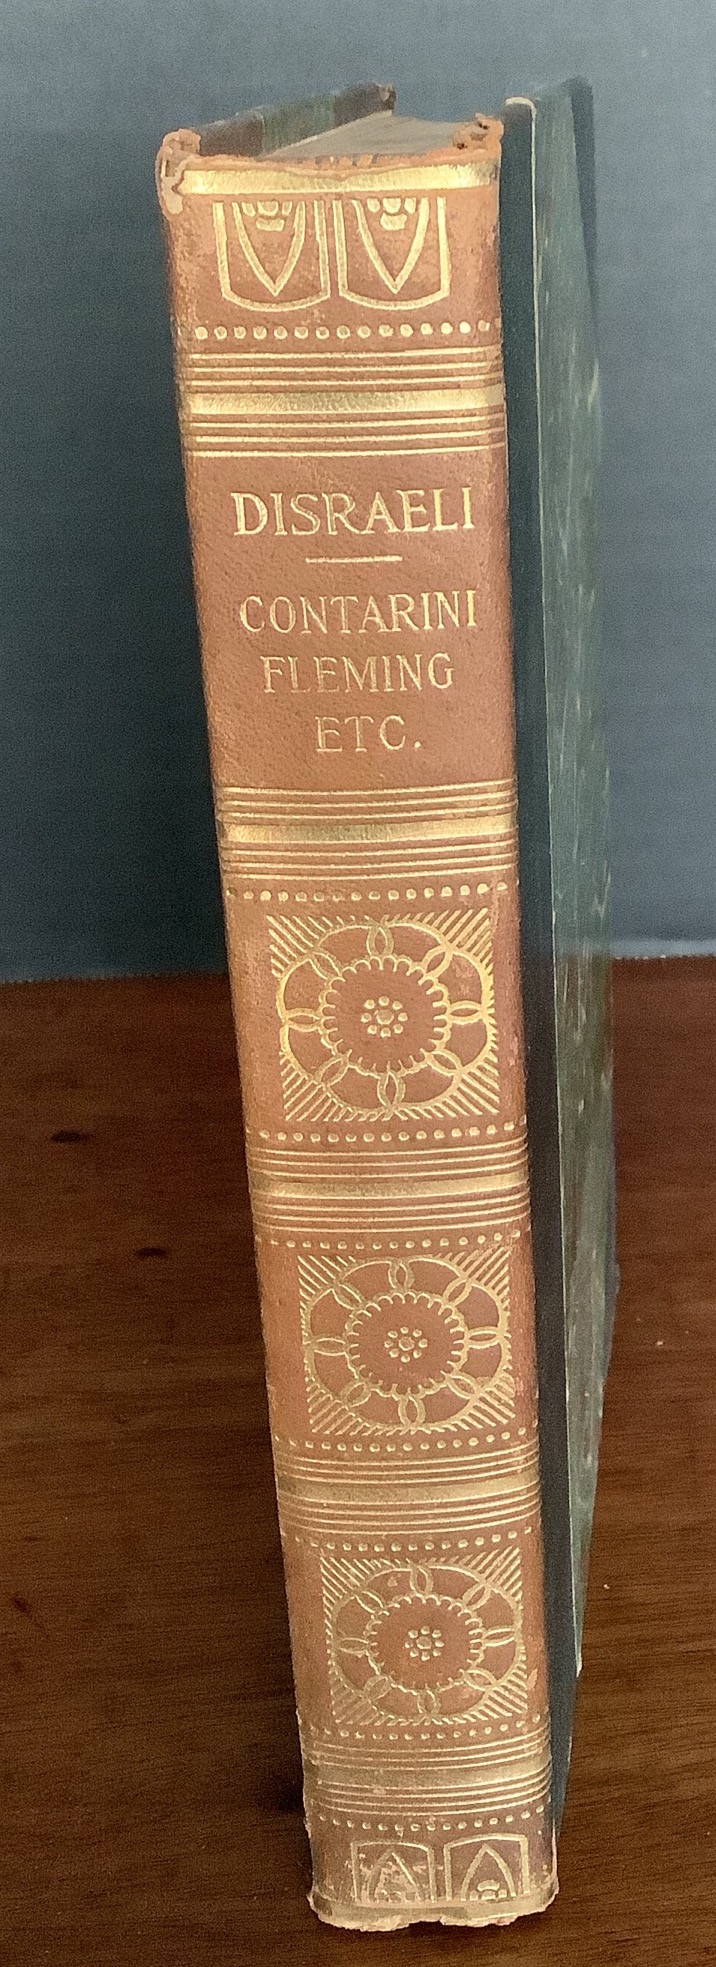 DISRAELI
CONTARINI
FLEMING
ETC.